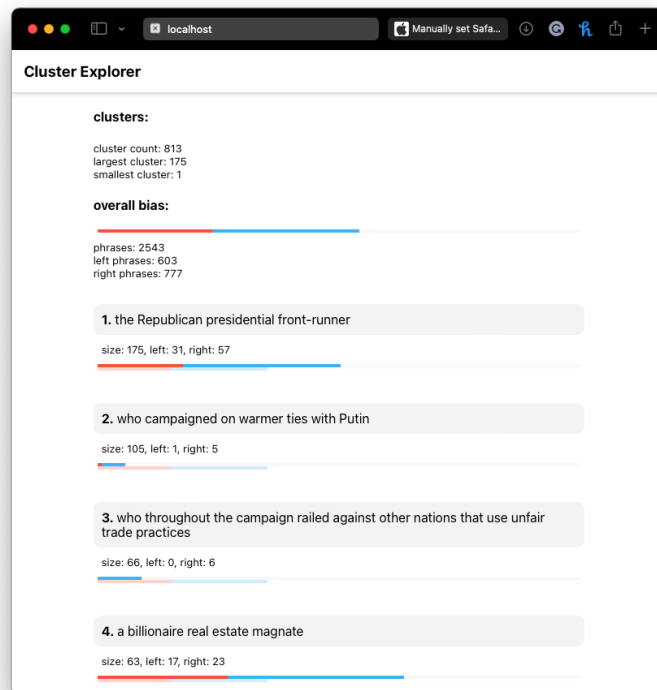 localhost
Manually set Safa...
Cluster Explorer
clusters:
cluster count: 813
largest cluster: 175
smallest cluster: 1
overall bias:
phrases: 2543
left phrases: 603
right phrases: 777
1. the Republican presidential front-runner
size: 175, left: 31, right: 57
2. who campaigned on warmer ties with Putin
size: 105, left: 1, right: 5
3. who throughout the campaign railed against other nations that use unfair
trade practices
size: 66, left: 0, right: 6
4. a billionaire real estate magnate
size: 63, left: 17, right: 23